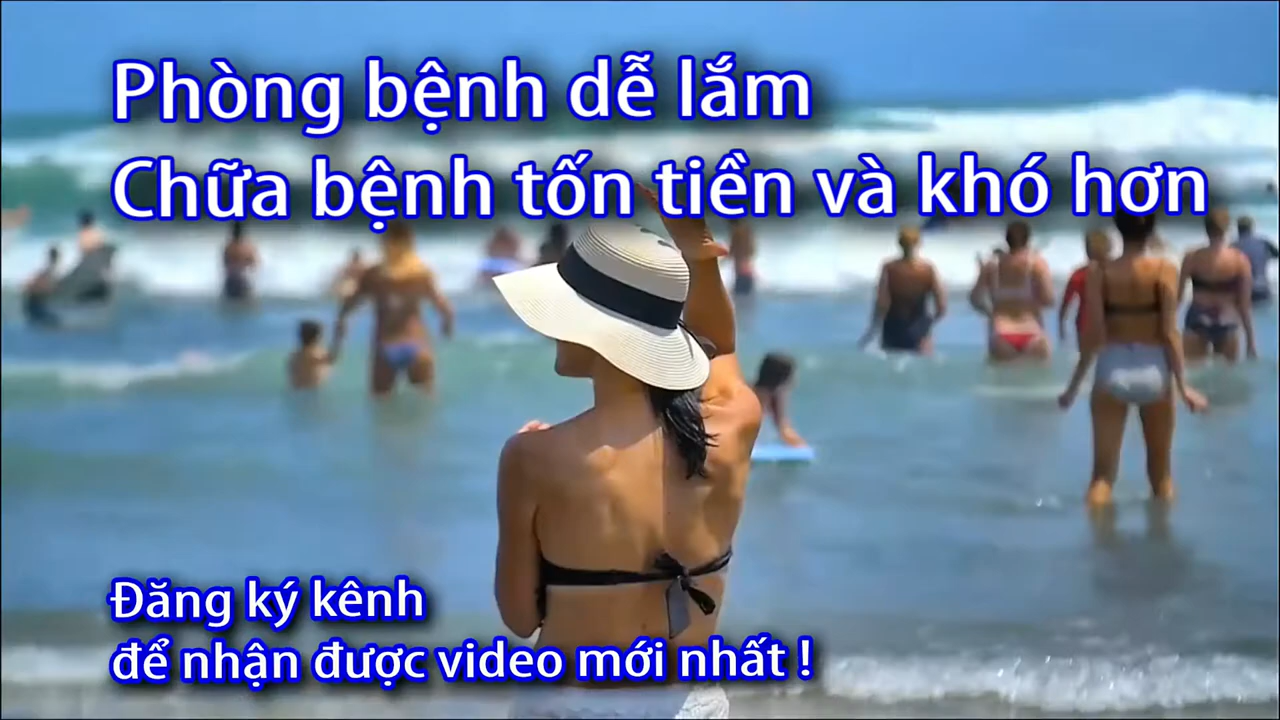 Phòng bệnh dễ lắm
Chữa bệnh tốn tiền và khó hơn
Đăng ký kênh
để nhận được video mới nhất !